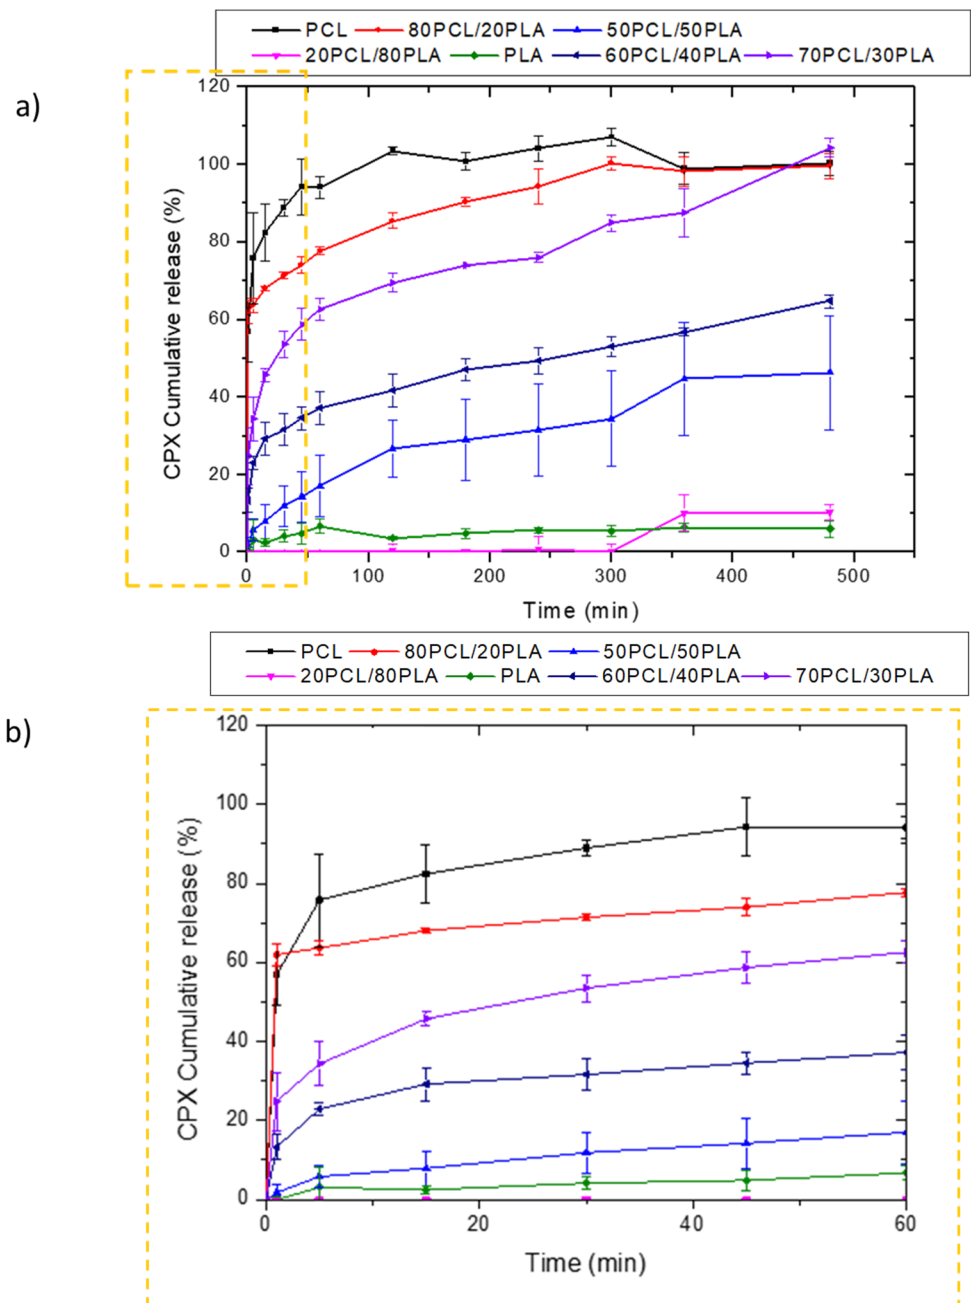 PCL 80PCL/20PLA 50PCL/50PLA
20PCL/80PLA PLA 60PCL/40PLA 70PCL/30PLA
a)
CPX Cumulative release (%)
120
100
80
60
40
20
0
0 100 200 300 400 500
Time (min)
PCL 80PCL/20PLA 50PCL/50PLA
20PCL/80PLA PLA 60PCL/40PLA 70PCL/30PLA
b)
CPX Cumulative release (%)
120
100
80
60
40
20
0
0 20 40 60
Time (min)